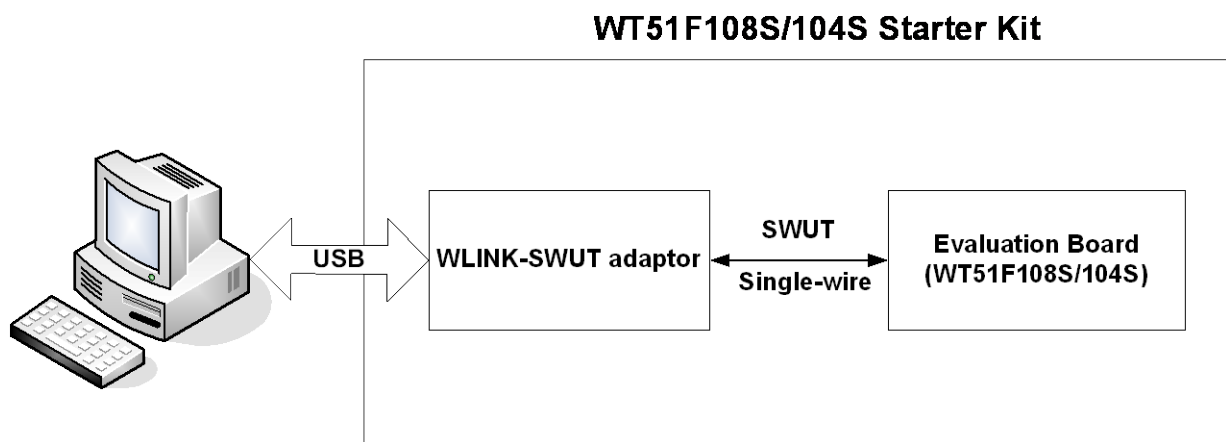 WT51F108S/104S Starter Kit
USB
WLINK-SWUT adaptor
SWUT
Single-wire
Evaluation Board
(WT51F108S/104S)